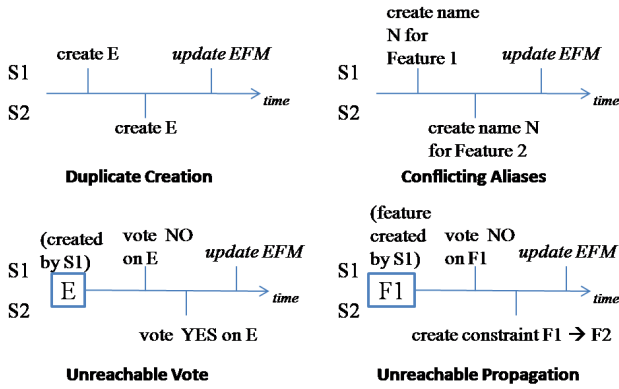 create E
update EFM
S1
S2
time
create E
Duplicate Creation
create name
N for
Feature 1
update EFM
S1
S2
time
create name N
for Feature 2
Conflicting Aliases
(created
by S1)
vote NO
on E
update EFM
S1
E
S2
time
vote YES on E
Unreachable Vote
(feature
created
by S1)
vote NO
on F1
update EFM
S1
F1
S2
time
create constraint F1 → F2
Unreachable Propagation